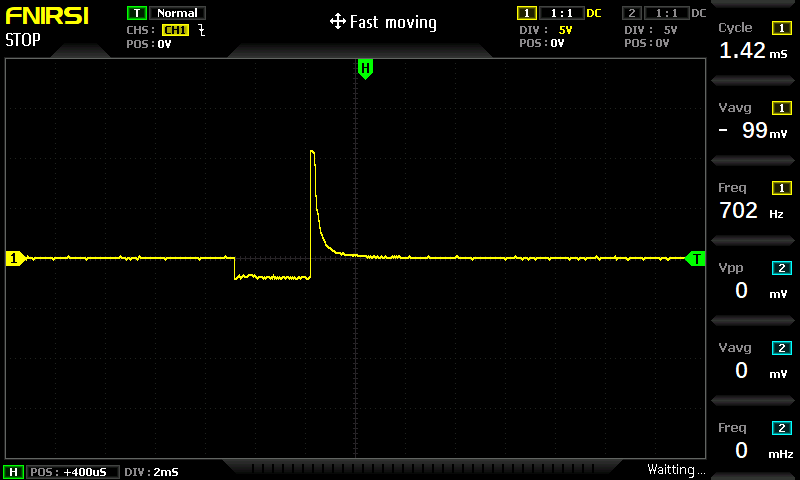 FNIRSI
STOP
T Normal
CHS: CH1
POS: 0V
Fast moving
1 1:1 DC
DIV: 5V
POS: 0V
2 1:1 DC
DIV: 5V
POS: 0V
H
1
T
Cycle 1
1.42 mS
Vavg 1
- 99 mV
Freq 1
702 Hz
Vpp 2
0 mV
Vavg 2
0 mV
Freq 2
0 mHz
H POS: +400uS DIV: 2mS
Waitting...